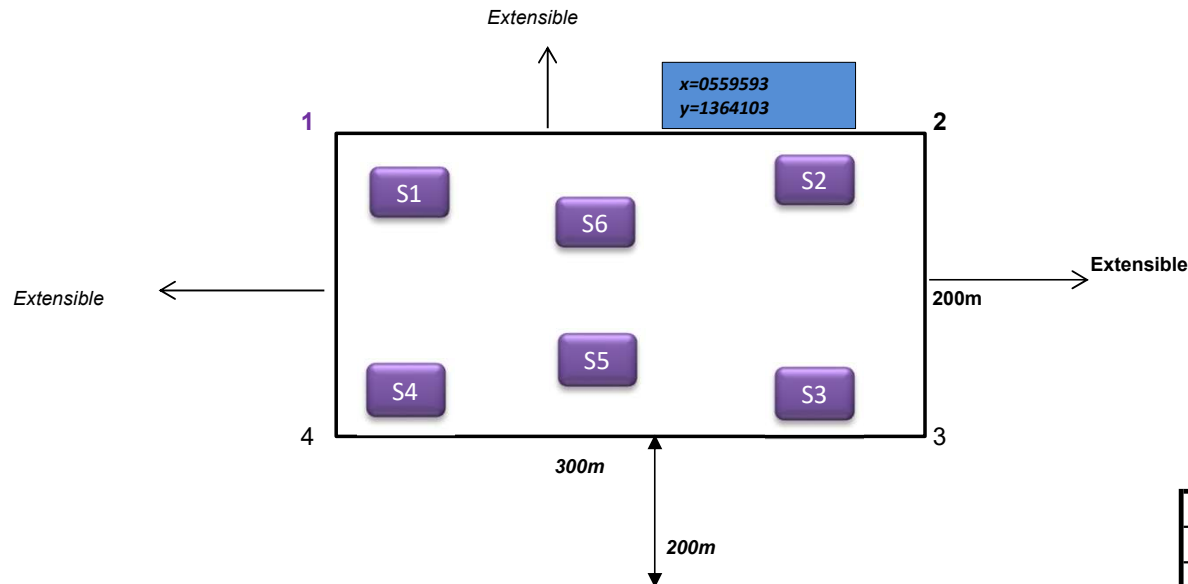 Extensible
x=0559593
y=1364103
1
2
S1
S2
S6
Extensible
Extensible
200m
S5
S4
S3
4
3
300m
200m